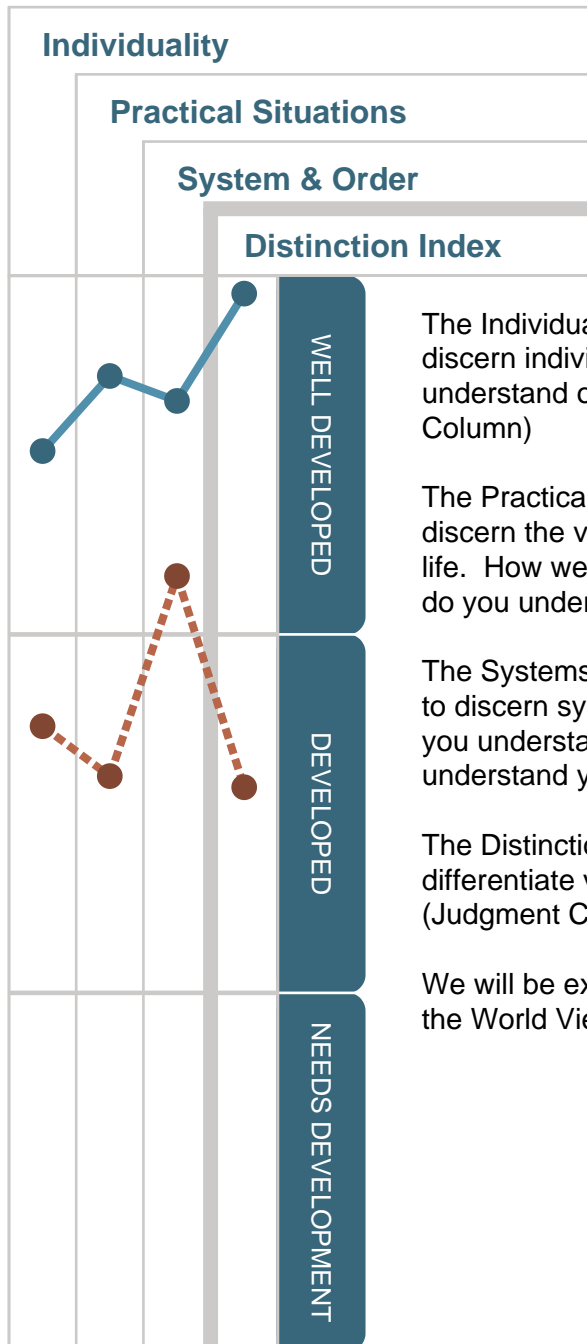 Individuality
Practical Situations
System & Order
Distinction Index
WELL DEVELOPED
DEVELOPED
NEEDS DEVELOPMENT
The Individua
discern indivi
understand o
Column)
The Practica
discern the v
life.  How we
do you under
The Systems
to discern sy
you understa
understand y
The Distinctio
differentiate v
(Judgment C
We will be ex
the World Vie